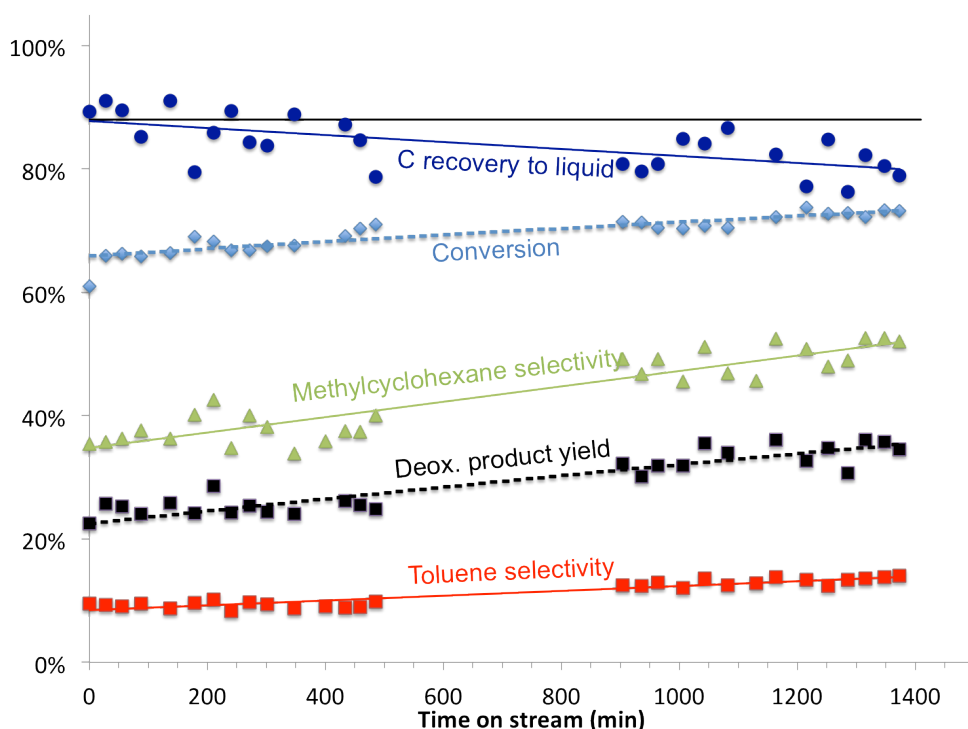 100%
80%
60%
40%
20%
0%
C recovery to liquid
Conversion
Methylcyclohexane selectivity
Deox. product yield
Toluene selectivity
0 200 400 600 800 1000 1200 1400
Time on stream (min)